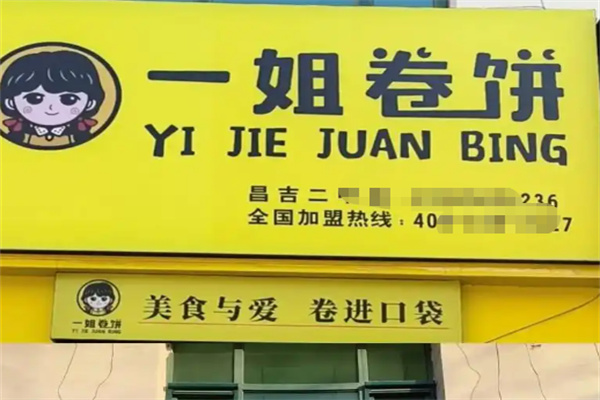 一姐卷饼
YI JIE JUAN BING
昌吉二 236
全国加盟热线:40 27
一姐卷饼
YI JIE JUAN BING
美食与爱 卷进口袋